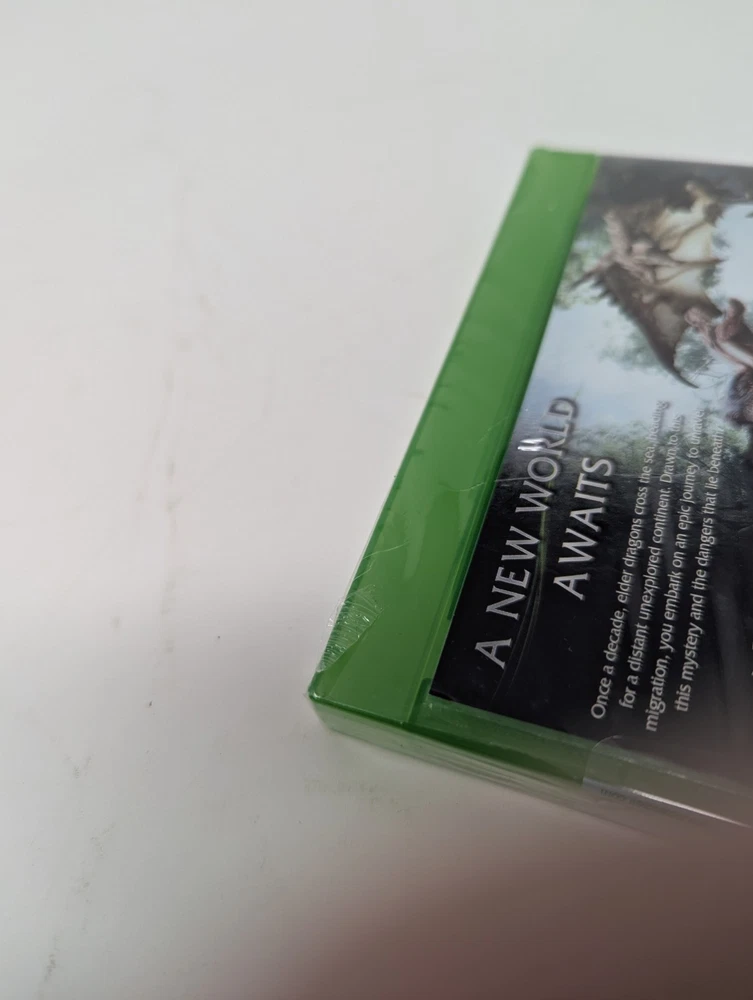 A NEW WORLD
AWAITS
Once a decade, elder dragons cross the sea
for a distant unexplored continent. Drawn to this
migration, you embark on an epic journey to
this mystery and the dangers that lie beneath